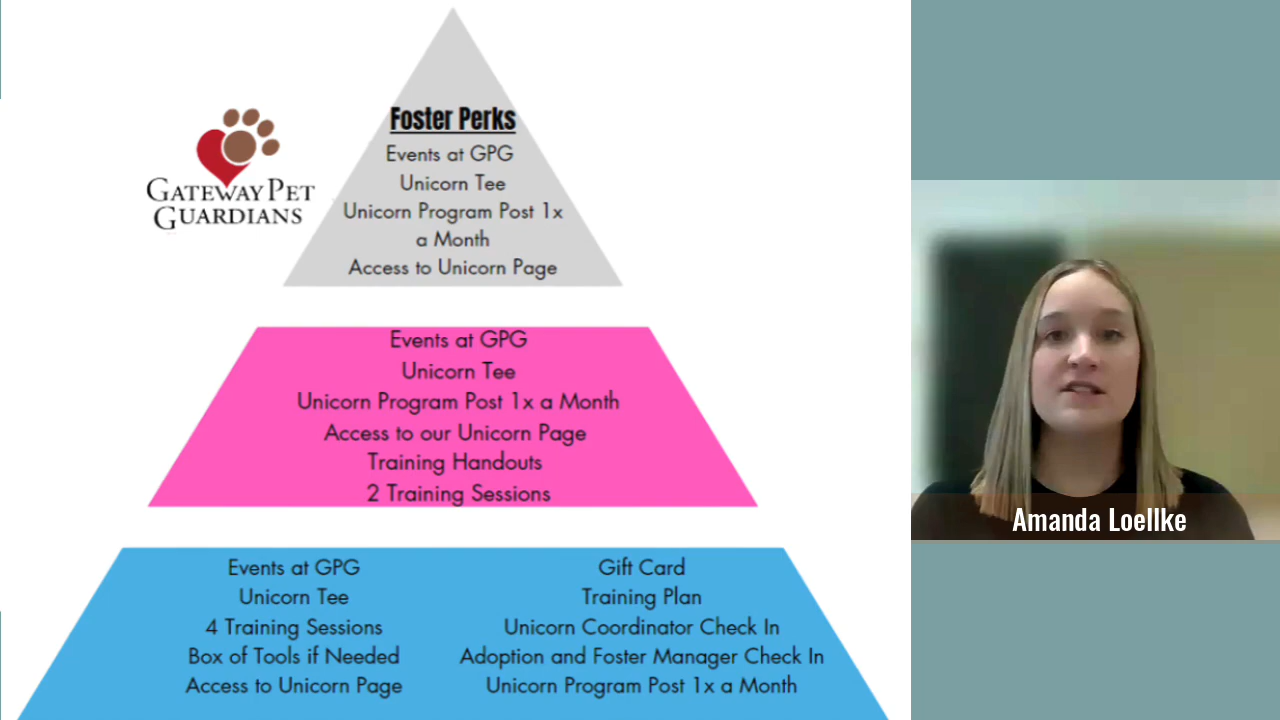 Foster Perks
Events at GPG
Unicorn Tee
Unicorn Program Post 1x
a Month
Access to Unicorn Page
GATEWAY PET
GUARDIANS
Events at GPG
Unicorn Tee
Unicorn Program Post 1x a Month
Access to our Unicorn Page
Training Handouts
2 Training Sessions
Events at GPG
Unicorn Tee
4 Training Sessions
Box of Tools if Needed
Access to Unicorn Page
Gift Card
Training Plan
Unicorn Coordinator Check In
Adoption and Foster Manager Check In
Unicorn Program Post 1x a Month
Amanda Loellke